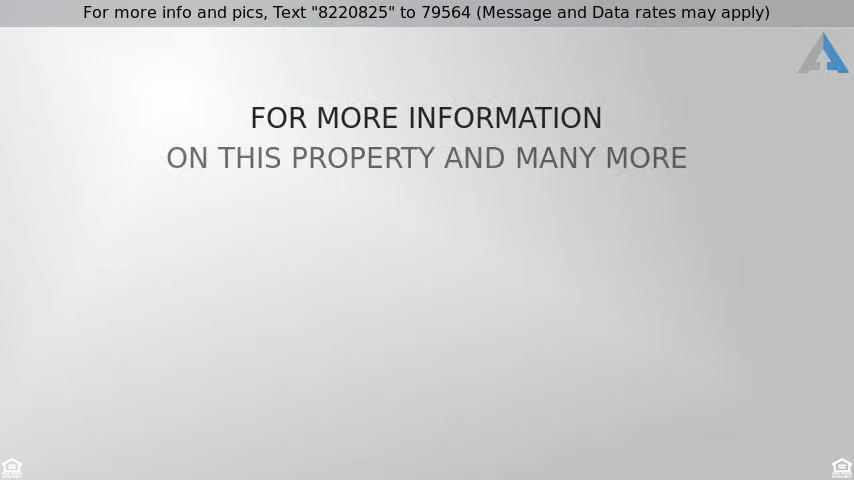 For more info and pics, Text "8220825" to 79564 (Message and Data rates may apply)
FOR MORE INFORMATION
ON THIS PROPERTY AND MANY MORE